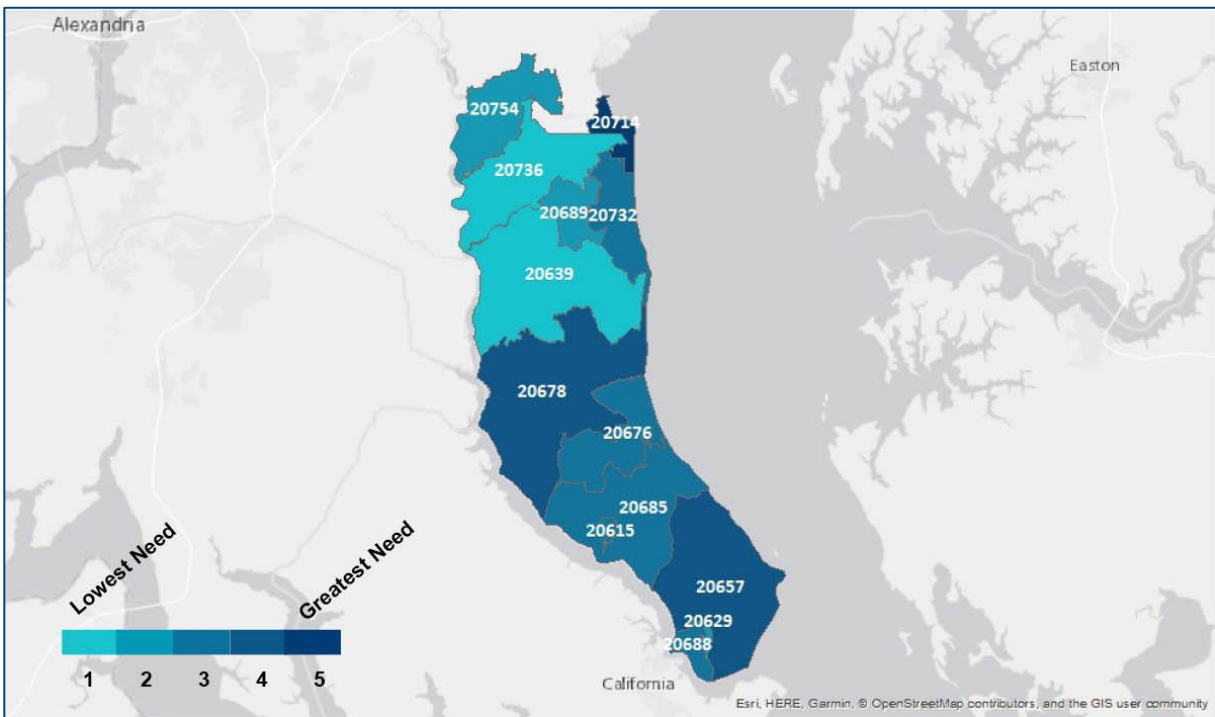 Alexandria
Easton
20754
20714
20736
20689
20732
20639
20678
20676
20685
20615
20657
20629
20688
Lowest Need
Greatest Need
1 2 3 4 5
California
Esri, HERE, Garmin, © OpenStreetMap contributors, and the GIS user community